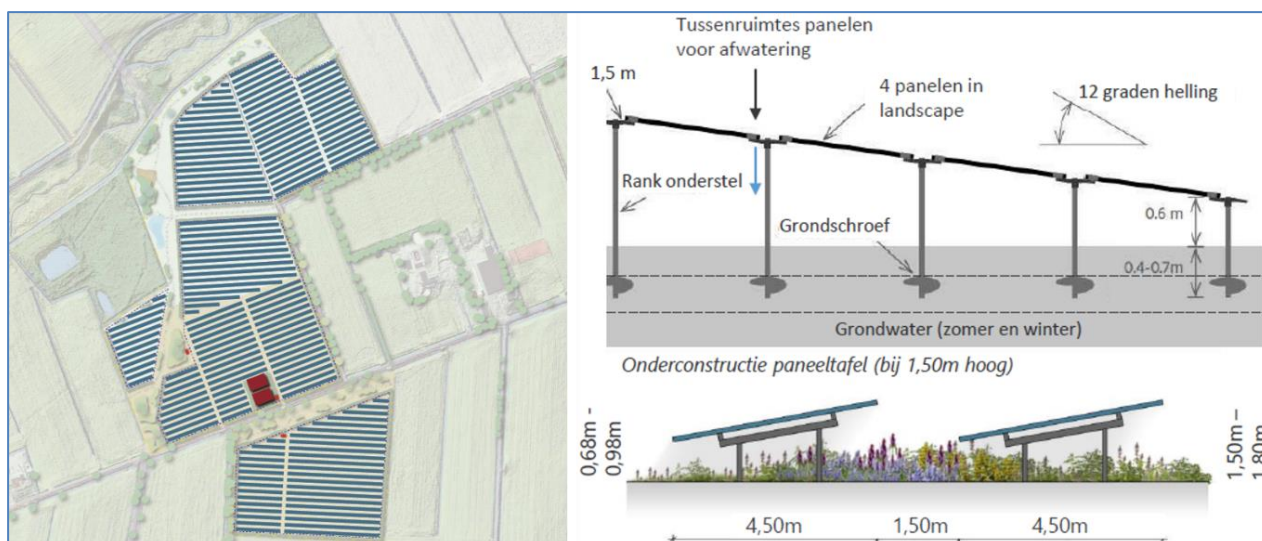 Tussenruimtes panelen
voor afwatering
1,5 m
4 panelen in
landscape
12 graden helling
Rank onderstel
Grondschroef
0.6 m
0.4-0.7m
Grondwater (zomer en winter)
Onderconstructie paneeltafel (bij 1,50m hoog)
0,68m -
0,98m
1,50m –
1,80m
4,50m
1,50m
4,50m